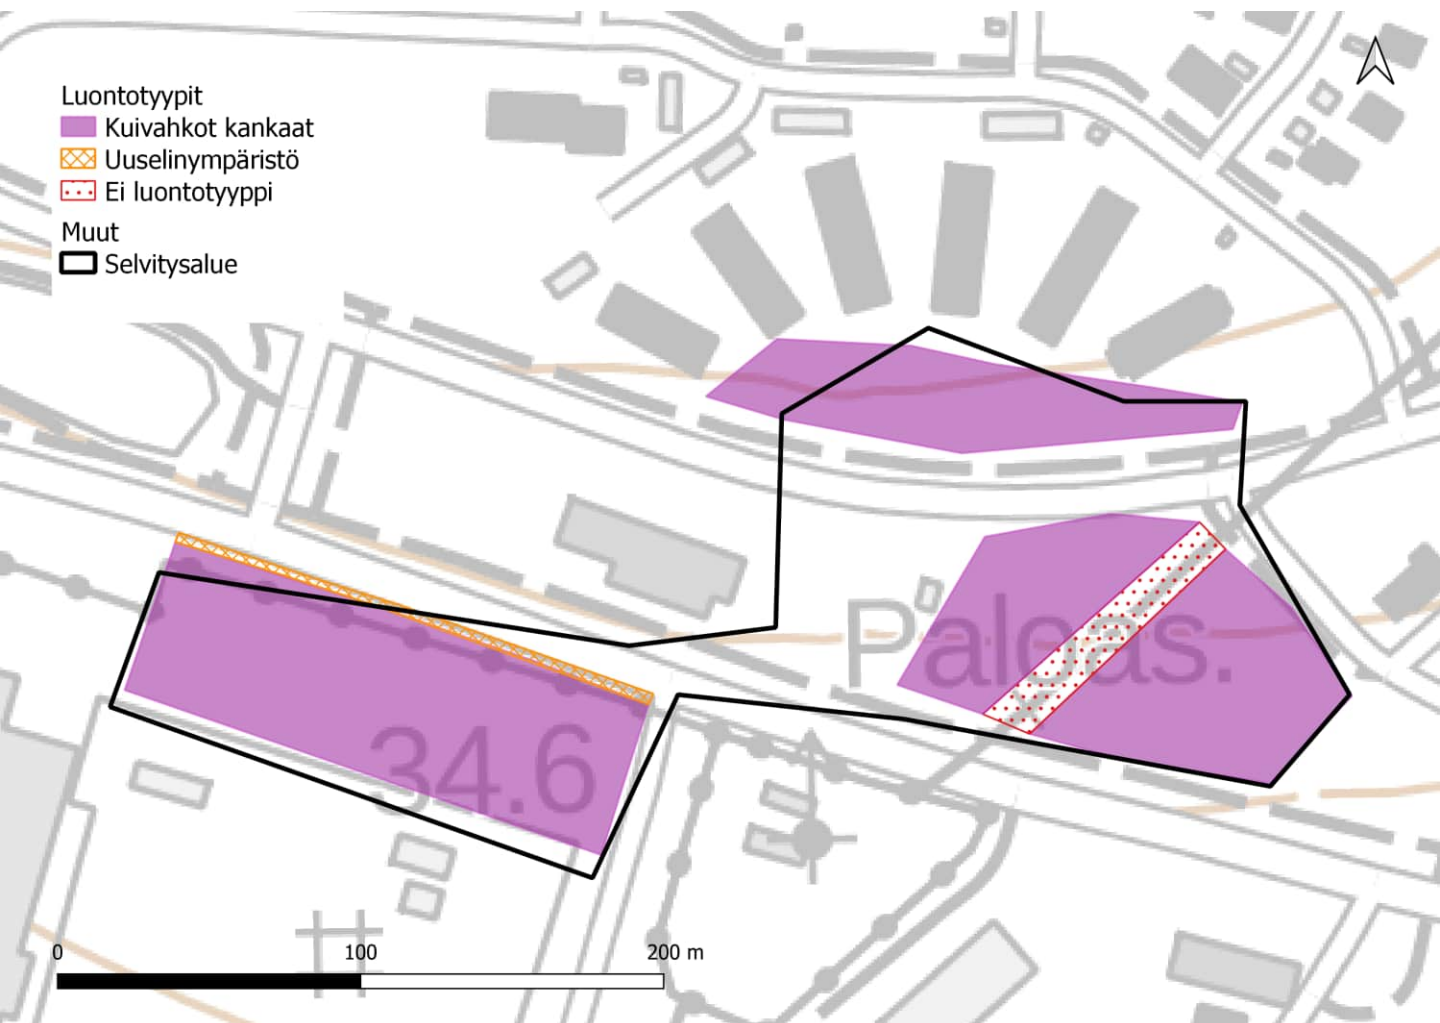 Luontotyypit
Kuivahkot kankaat
Uuselinympäristö
Ei luontotyyppi
Muut
Selvitysalue
Paloas.
34.6
0 100 200 m